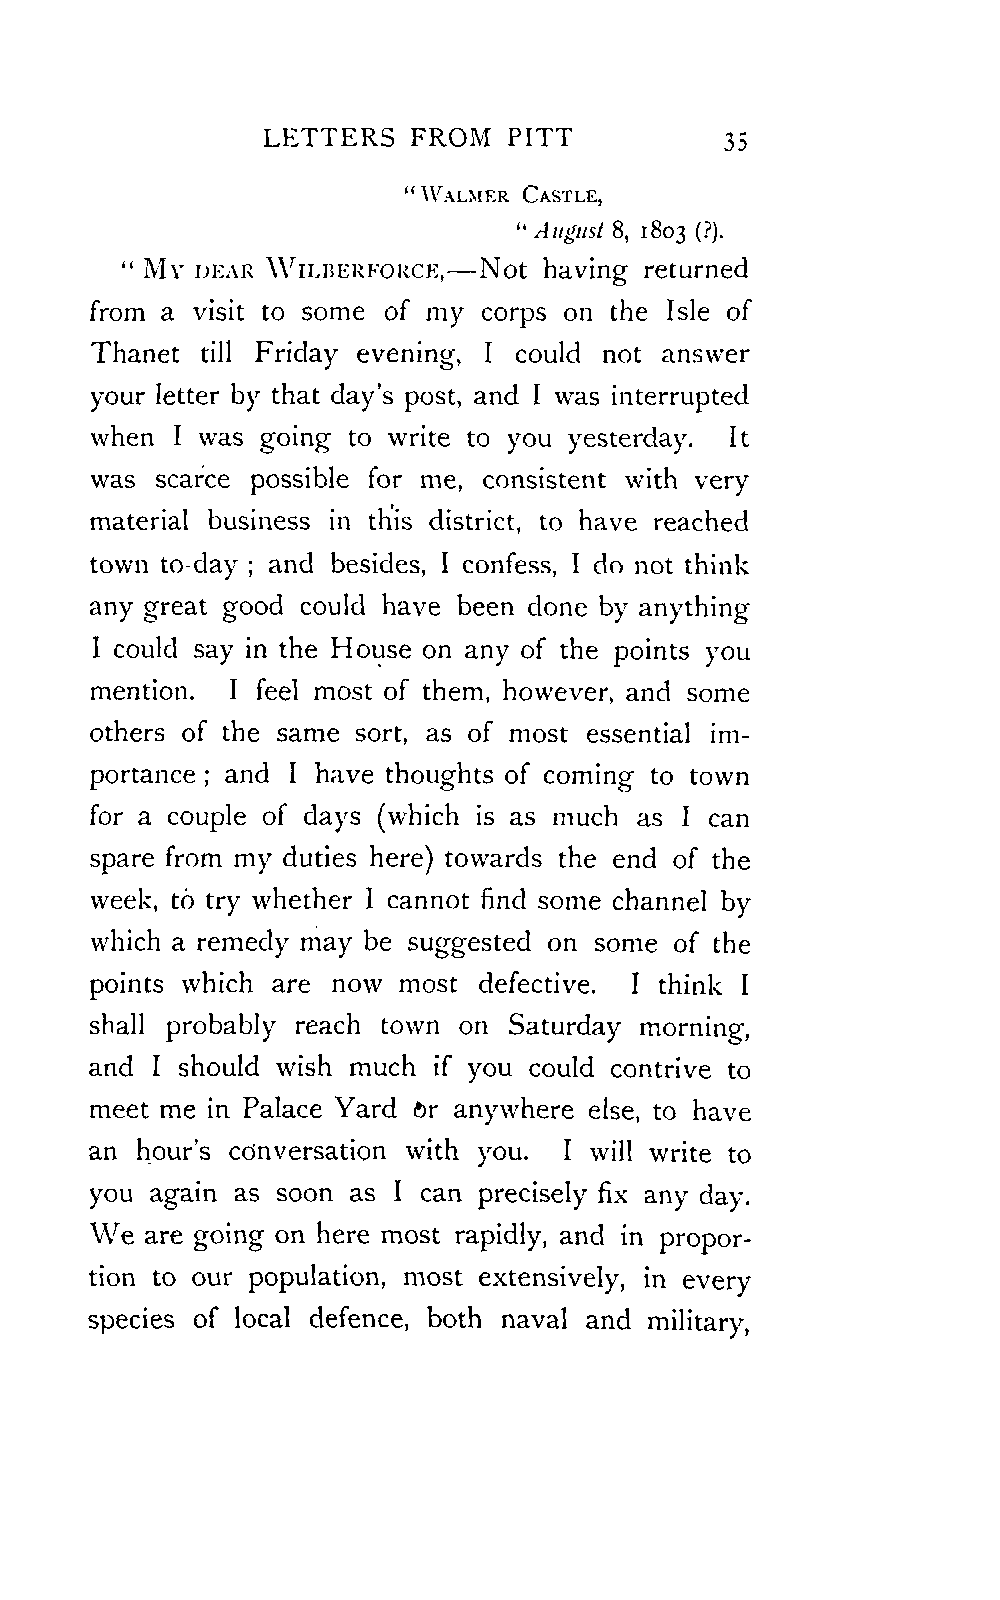 LETTERS FROM PITT 35
"WALMER CASTLE,
"August 8, 1803 (?).
"MY DEAR WILBERFORCE,—Not having returned
from a visit to some of my corps on the Isle of
Thanet till Friday evening, I could not answer
your letter by that day's post, and I was interrupted
when I was going to write to you yesterday. It
was scarce possible for me, consistent with very
material business in this district, to have reached
town to-day ; and besides, I confess, I do not think
any great good could have been done by anything
I could say in the House on any of the points you
mention. I feel most of them, however, and some
others of the same sort, as of most essential im-
portance ; and I have thoughts of coming to town
for a couple of days (which is as much as I can
spare from my duties here) towards the end of the
week, to try whether I cannot find some channel by
which a remedy may be suggested on some of the
points which are now most defective. I think I
shall probably reach town on Saturday morning,
and I should wish much if you could contrive to
meet me in Palace Yard or anywhere else, to have
an hour's conversation with you. I will write to
you again as soon as I can precisely fix any day.
We are going on here most rapidly, and in propor-
tion to our population, most extensively, in every
species of local defence, both naval and military,